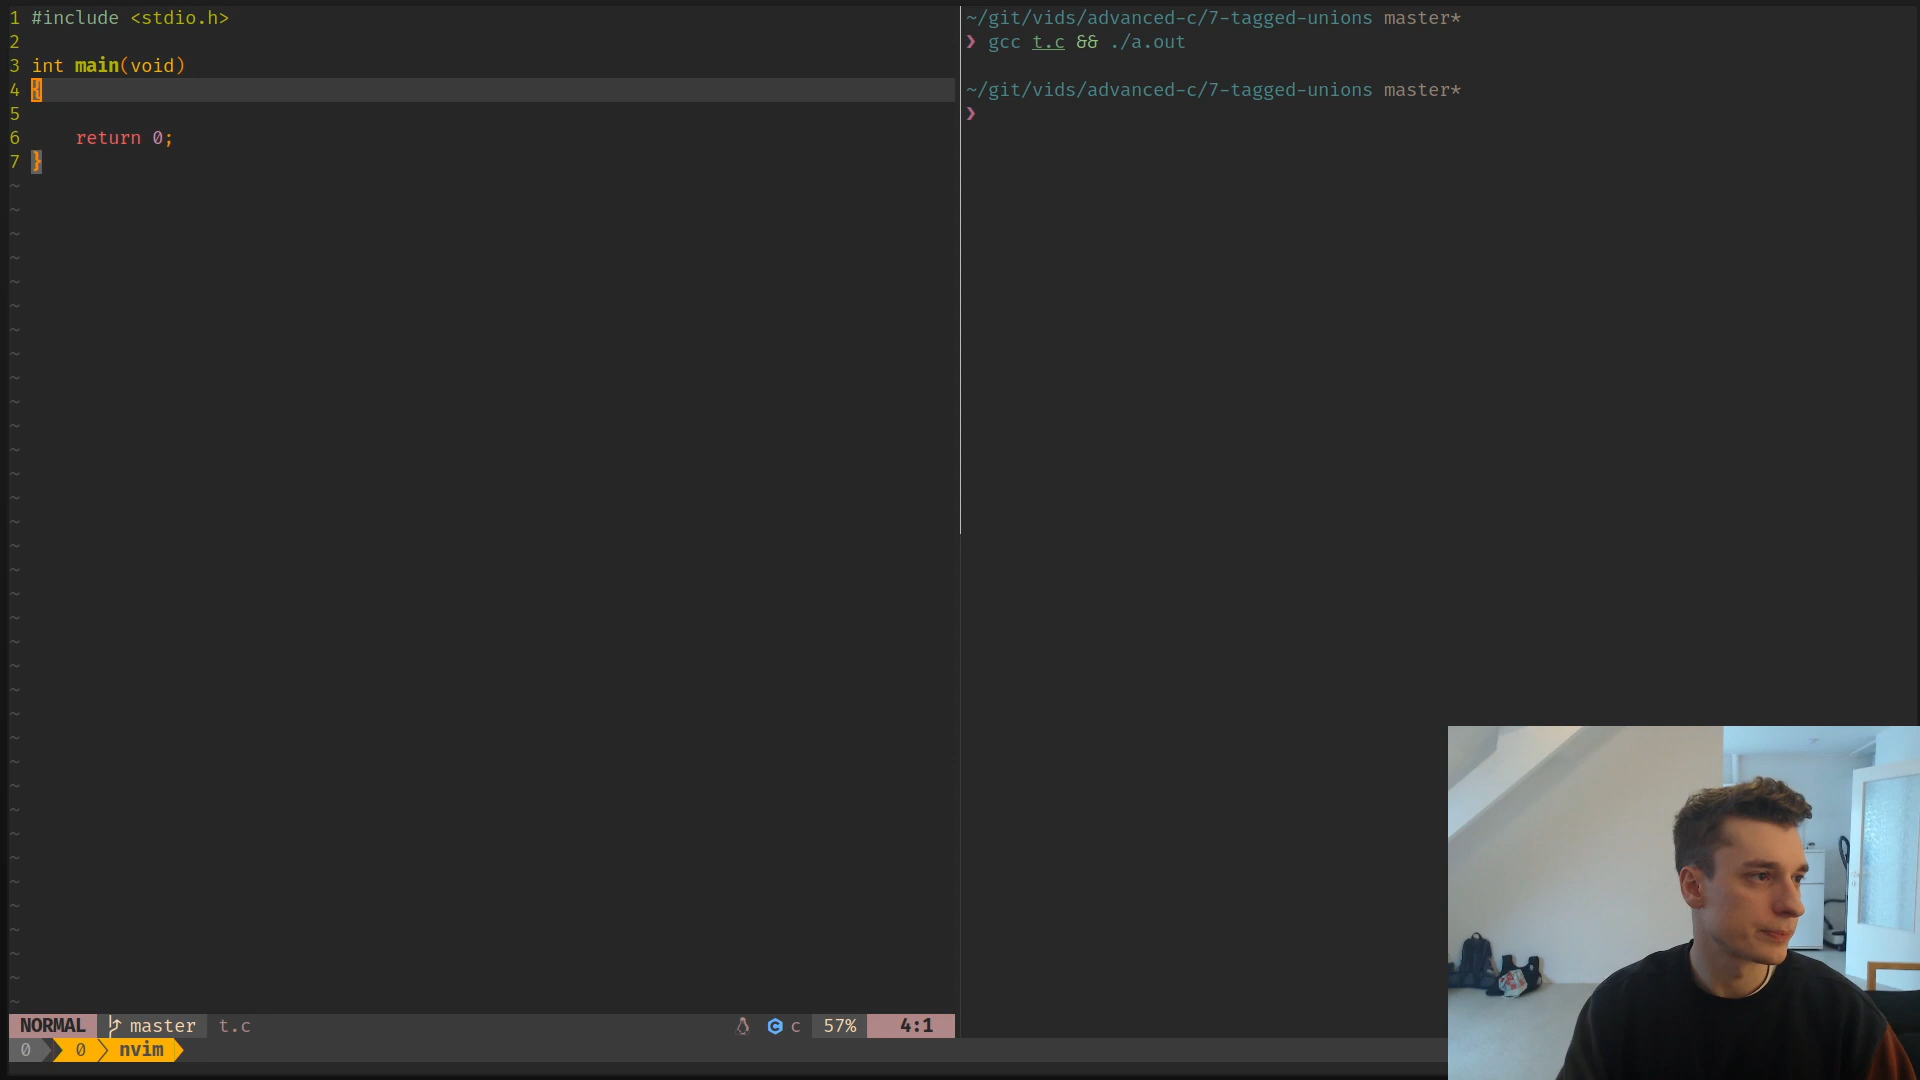 1 #include <stdio.h>
2
3 int main(void)
4 {
5
6     return 0;
7 }
~/git/vids/advanced-c/7-tagged-unions master*
❯ gcc t.c && ./a.out
~/git/vids/advanced-c/7-tagged-unions master*
❯
NORMAL master t.c c 57% 4:1
0 0 nvim